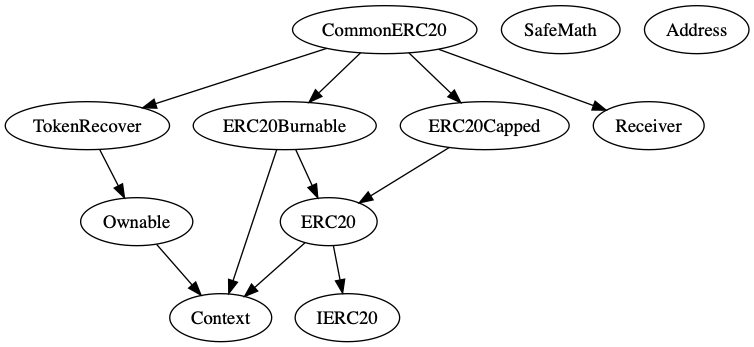 CommonERC20
SafeMath
Address
TokenRecover
ERC20Burnable
ERC20Capped
Receiver
Ownable
ERC20
Context
IERC20